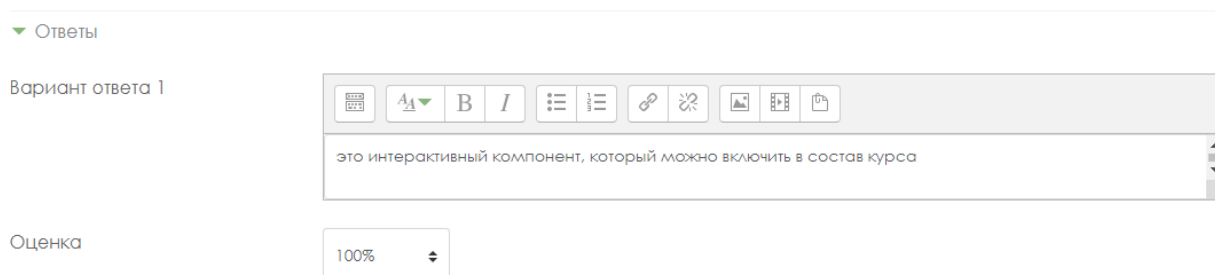 Ответы
Вариант ответа 1
это интерактивный компонент, который можно включить в состав курса
Оценка
100%